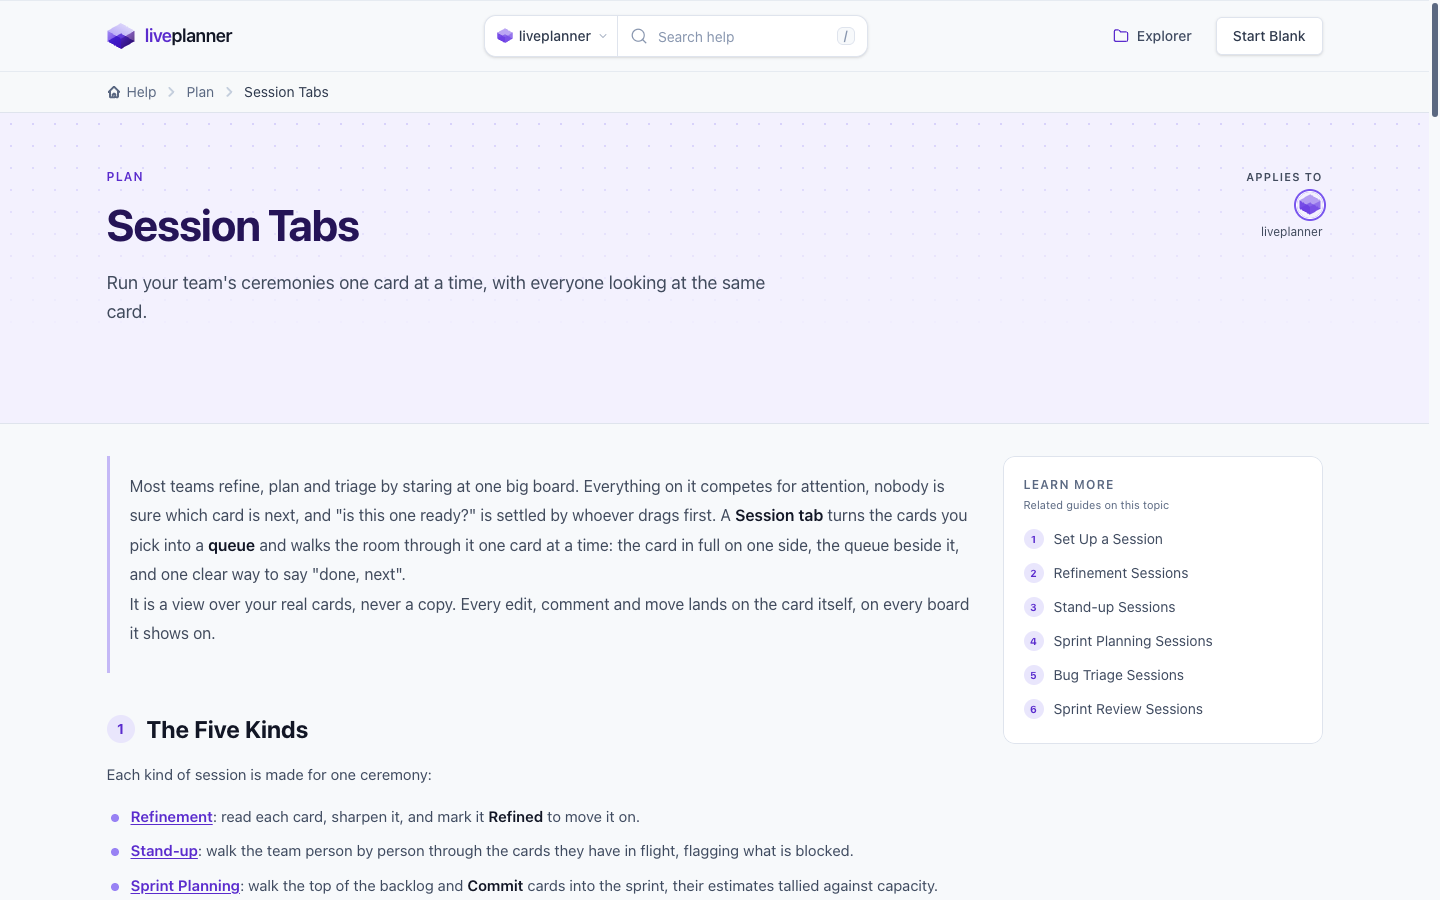 liveplanner
liveplanner
Search help
/
Explorer
Start Blank
Help
Plan
Session Tabs
PLAN
Session Tabs
Run your team's ceremonies one card at a time, with everyone looking at the same
card.
APPLIES TO
liveplanner
Most teams refine, plan and triage by staring at one big board. Everything on it competes for attention, nobody is
sure which card is next, and "is this one ready?" is settled by whoever drags first. A Session tab turns the cards you
pick into a queue and walks the room through it one card at a time: the card in full on one side, the queue beside it,
and one clear way to say "done, next".
It is a view over your real cards, never a copy. Every edit, comment and move lands on the card itself, on every board
it shows on.
1 The Five Kinds
Each kind of session is made for one ceremony:
Refinement: read each card, sharpen it, and mark it Refined to move it on.
Stand-up: walk the team person by person through the cards they have in flight, flagging what is blocked.
Sprint Planning: walk the top of the backlog and Commit cards into the sprint, their estimates tallied against capacity.
LEARN MORE
Related guides on this topic
1 Set Up a Session
2 Refinement Sessions
3 Stand-up Sessions
4 Sprint Planning Sessions
5 Bug Triage Sessions
6 Sprint Review Sessions